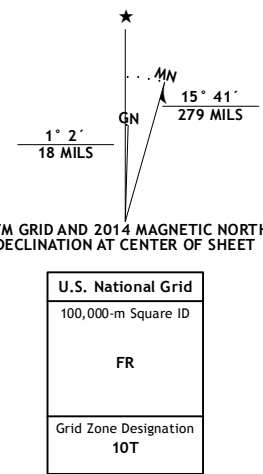 ★
MN
15° 41´
279 MILS
GN
1° 2´
18 MILS
GRID AND 2014 MAGNETIC NORTH
DECLINATION AT CENTER OF SHEET
U.S. National Grid
100,000-m Square ID
FR
Grid Zone Designation
10T